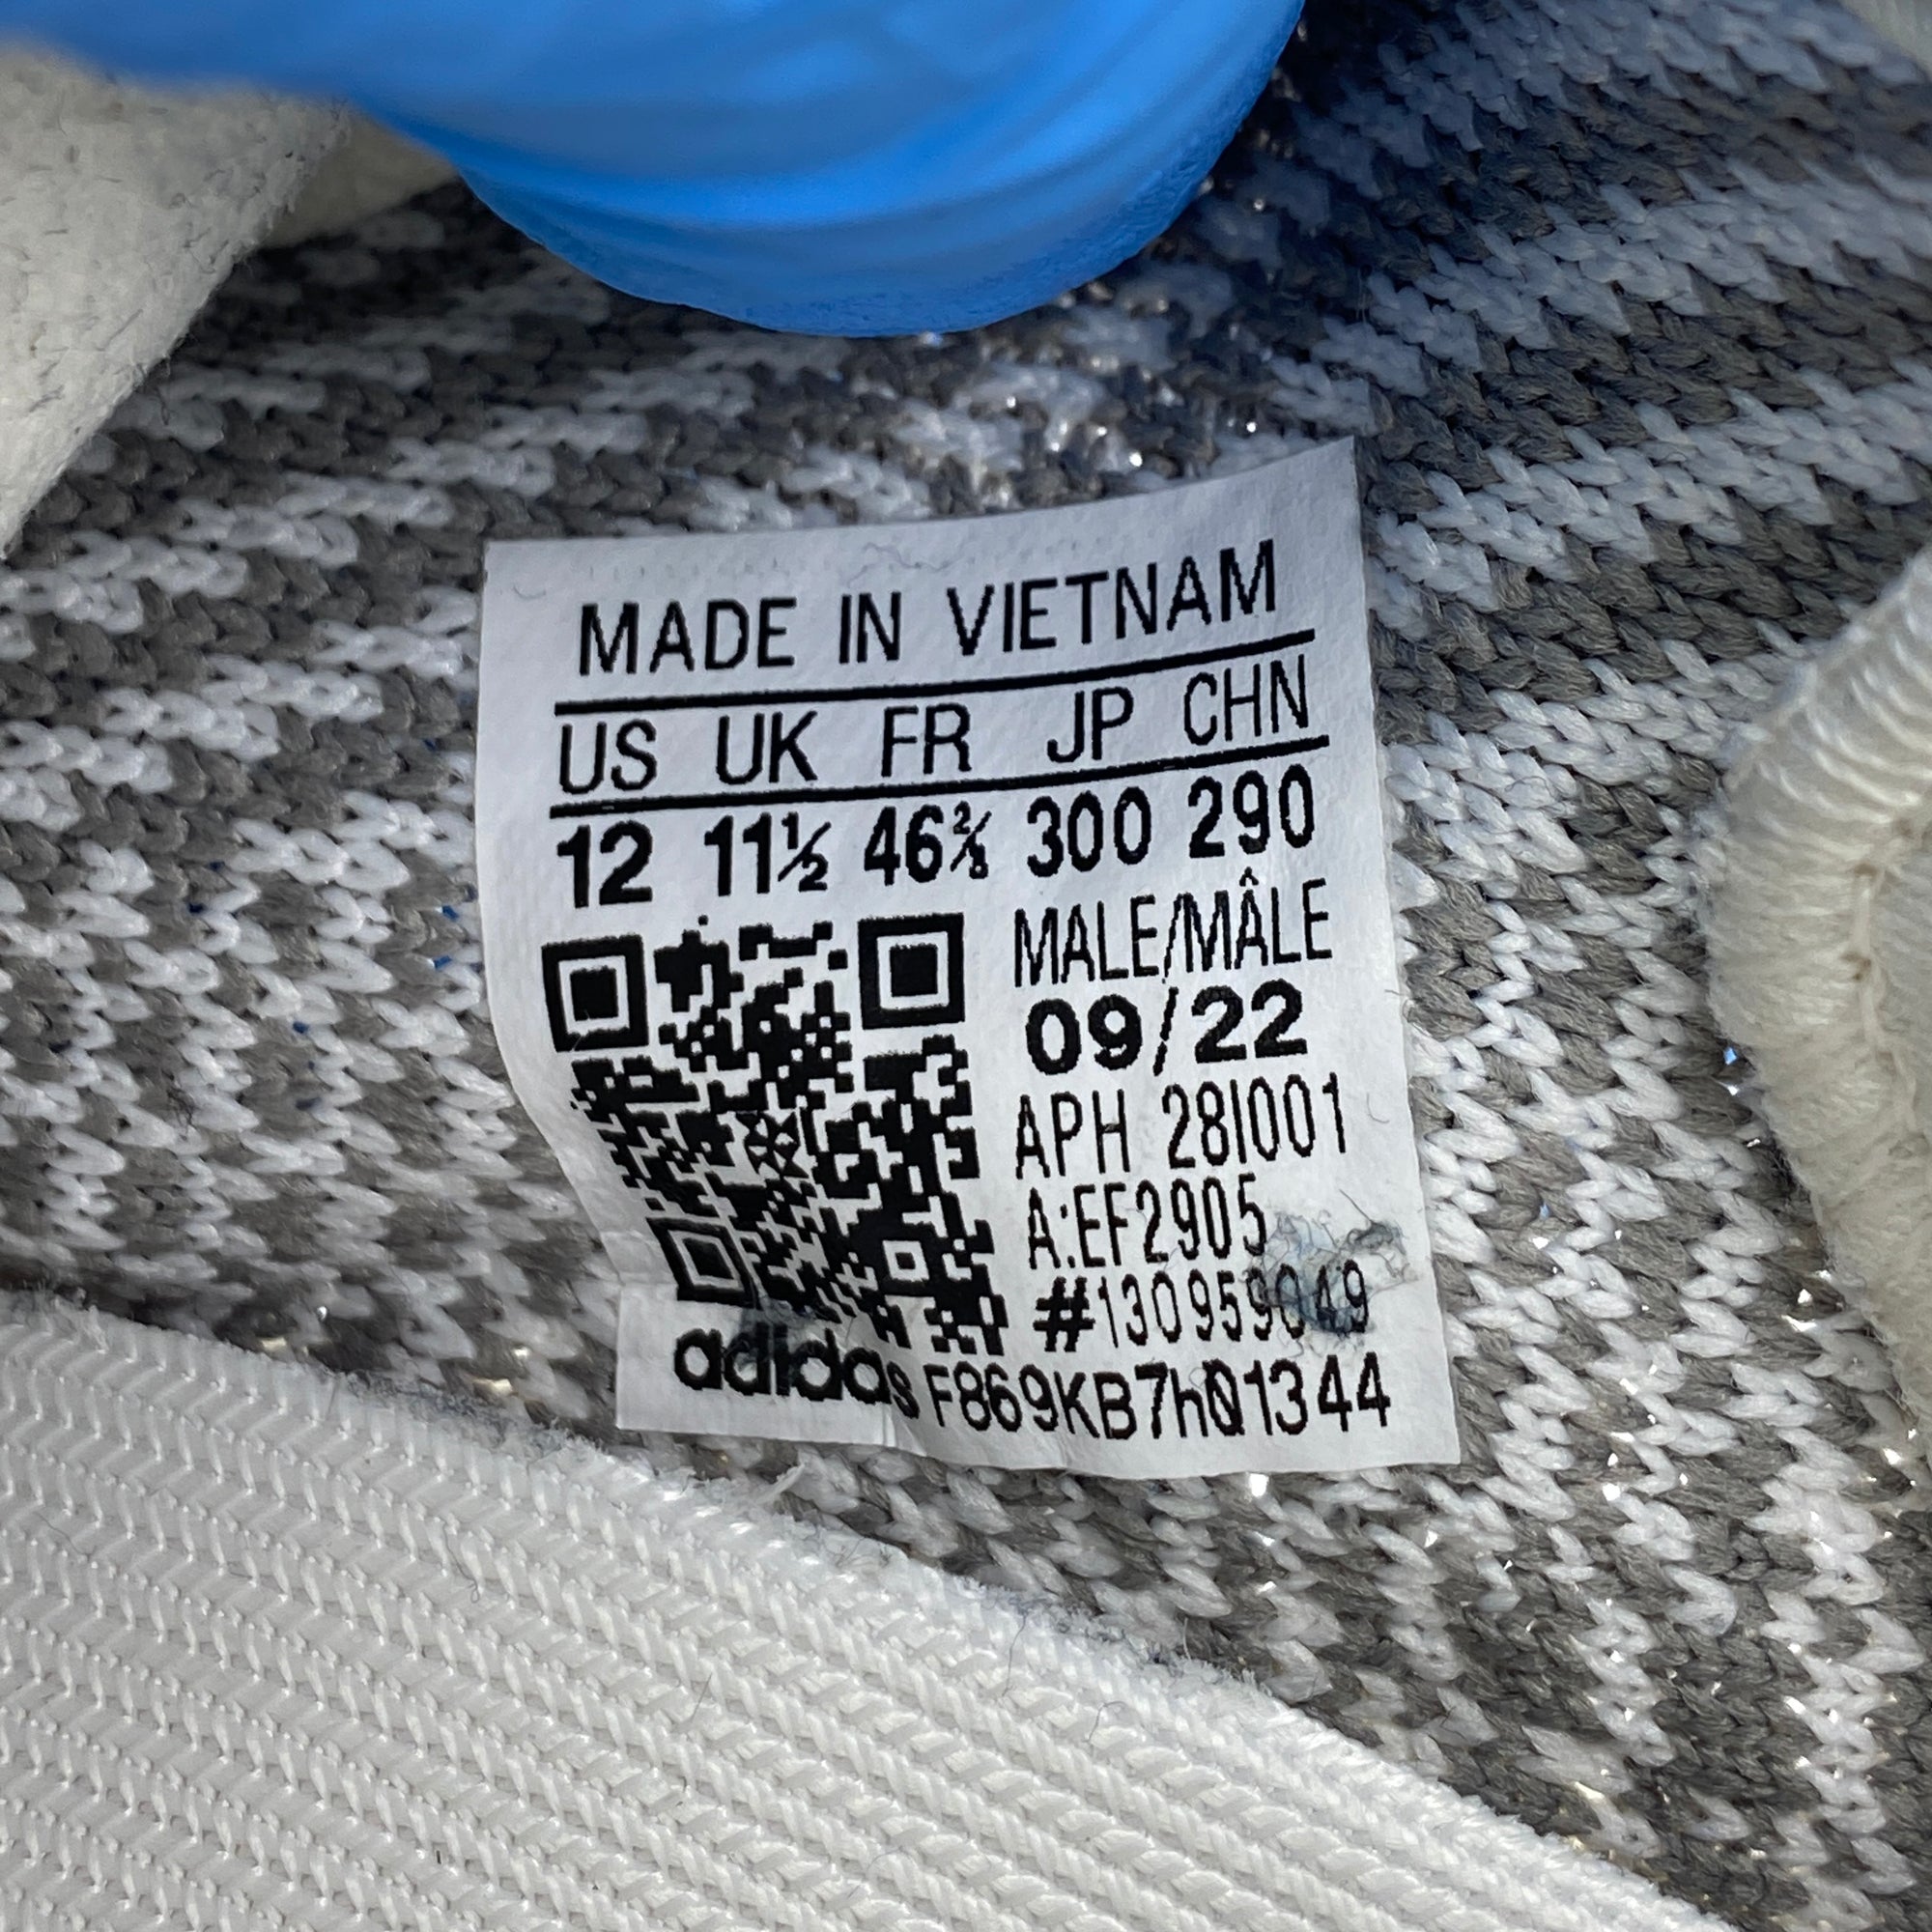 MADE IN VIETNAM
US UK FR JP CHN
12 11½ 46⅔ 300 290
MALE/MÂLE
09/22
APH 28I001
A:EF2905
#130959049
adidas F869KB7hQ1344